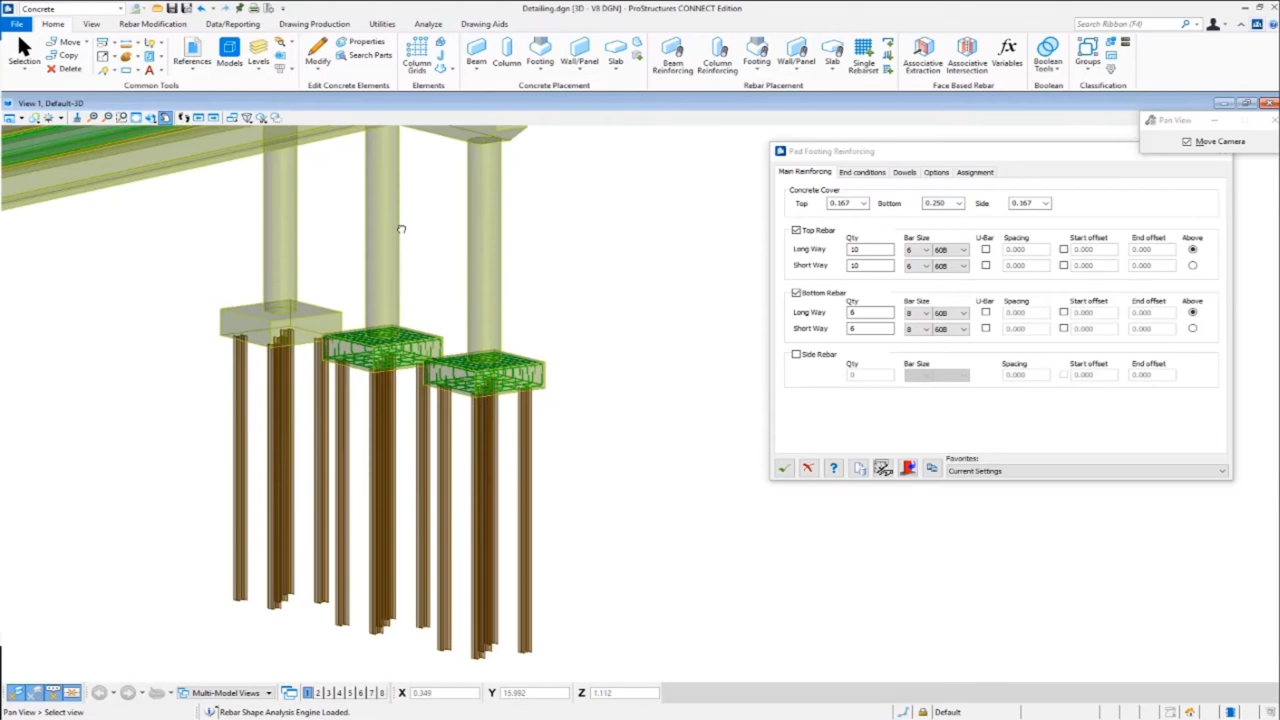 Concrete
Detailing.dgn [3D - V8 DGN] - ProStructures CONNECT Edition
File Home View Rebar Modification Data/Reporting Drawing Production Utilities Analyze Drawing Aids Search Ribbon (F4)
Selection Move Copy Delete References Models Levels Modify Properties Search Parts Column Grids Beam Column Footing Wall/Panel Slab Beam Reinforcing Column Reinforcing Footing Wall/Panel Slab Single Rebarset Associative Extraction Associative Intersection Variables Boolean Tools Groups
Common Tools Edit Concrete Elements Elements Concrete Placement Rebar Placement Face Based Rebar Boolean Classification
View 1, Default-3D
Pan View
Move Camera
Pad Footing Reinforcing
Main Reinforcing End conditions Dowels Options Assignment
Concrete Cover
Top 0.167 Bottom 0.250 Side 0.167
Top Rebar
Qty Bar Size U-Bar Spacing Start offset End offset Above
Long Way 10 6 60B 0.000 0.000 0.000
Short Way 10 6 60B 0.000 0.000 0.000
Bottom Rebar
Qty Bar Size U-Bar Spacing Start offset End offset Above
Long Way 6 8 60B 0.000 0.000 0.000
Short Way 6 8 60B 0.000 0.000 0.000
Side Rebar
Qty Bar Size Spacing Start offset End offset
0 0.000 0.000 0.000
Favorites:
Current Settings
Multi-Model Views 1 2 3 4 5 6 7 8 X 0.349 Y 15.992 Z 1.112
Pan View > Select view Rebar Shape Analysis Engine Loaded. Default